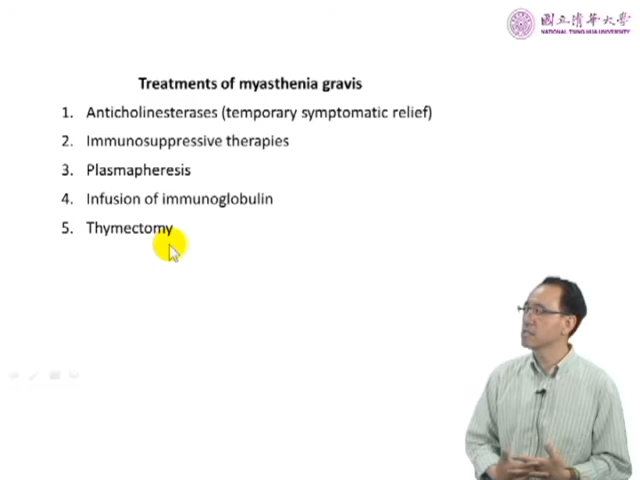 國立清華大學
NATIONAL TSING HUA UNIVERSITY
Treatments of myasthenia gravis
1. Anticholinesterases (temporary symptomatic relief)
2. Immunosuppressive therapies
3. Plasmapheresis
4. Infusion of immunoglobulin
5. Thymectomy